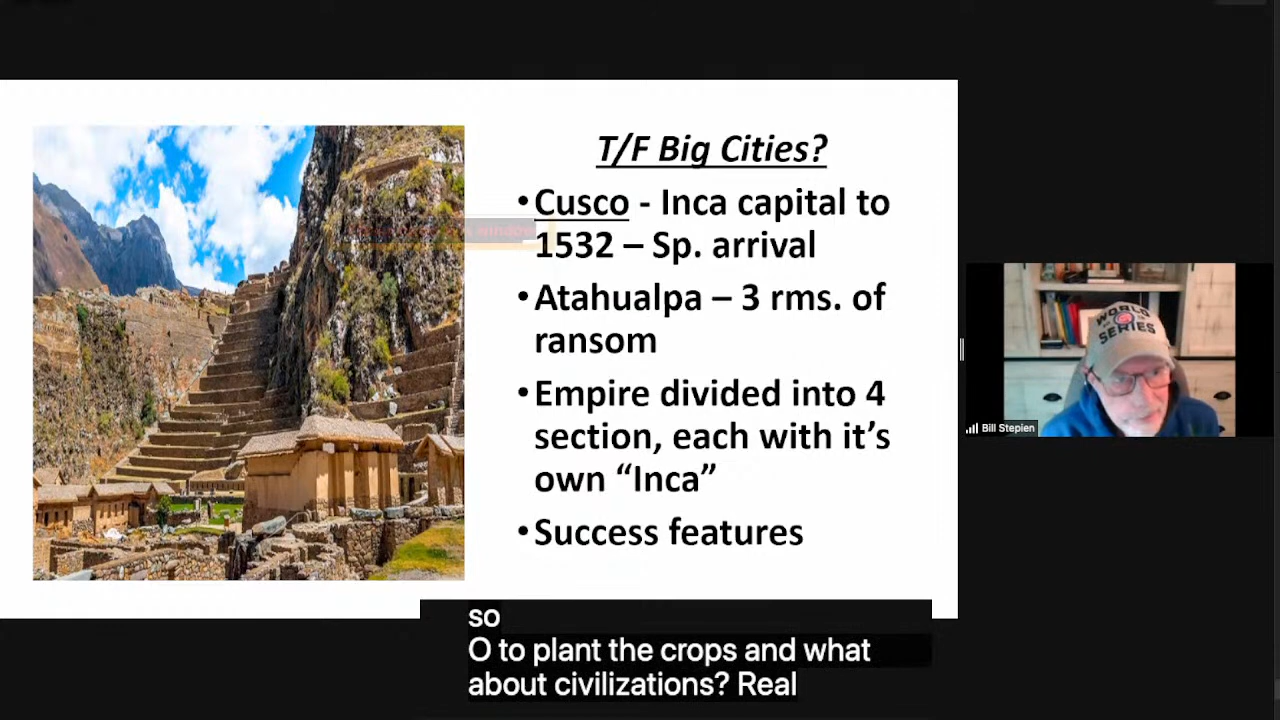 T/F Big Cities?
•Cusco - Inca capital to
1532 – Sp. arrival
•Atahualpa – 3 rms. of
ransom
•Empire divided into 4
section, each with it’s
own “Inca”
•Success features
WORLD
SERIES
Bill Stepien
so
O to plant the crops and what
about civilizations? Real